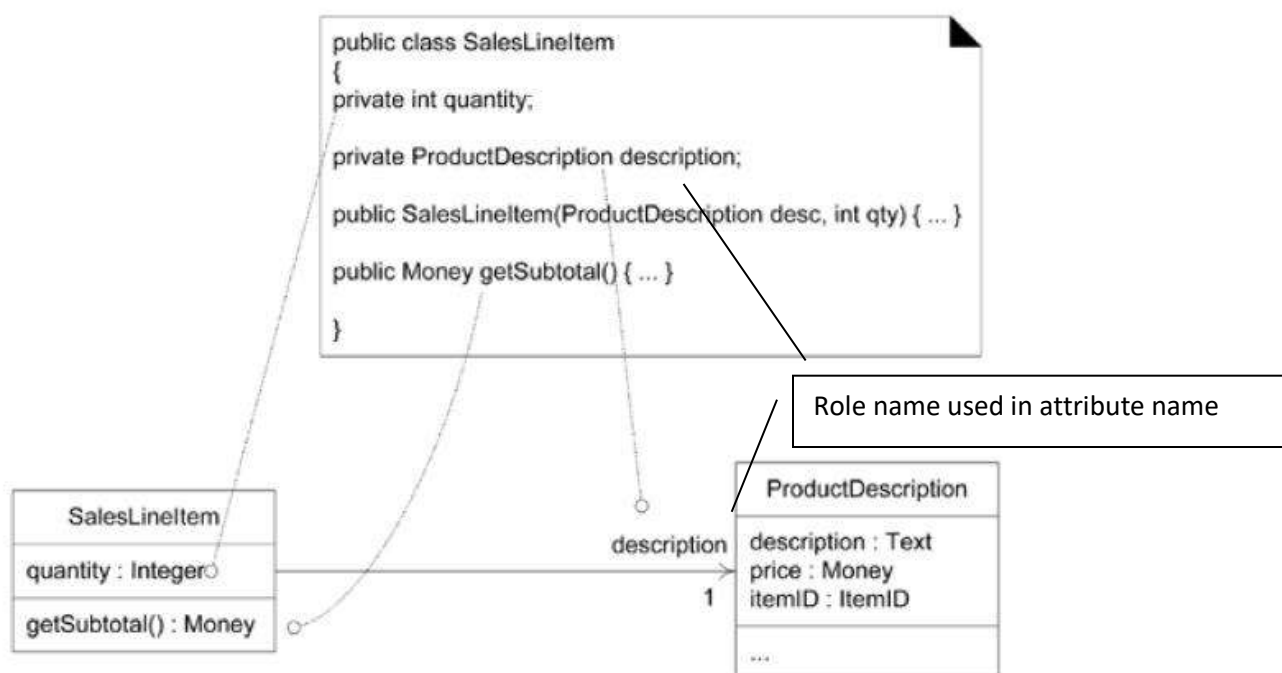 public class SalesLineItem
{
private int quantity;
private ProductDescription description;
public SalesLineItem(ProductDescription desc, int qty) { ... }
public Money getSubtotal() { ... }
}
Role name used in attribute name
SalesLineItem
quantity : Integer
getSubtotal() : Money
description
1
ProductDescription
description : Text
price : Money
itemID : ItemID
...